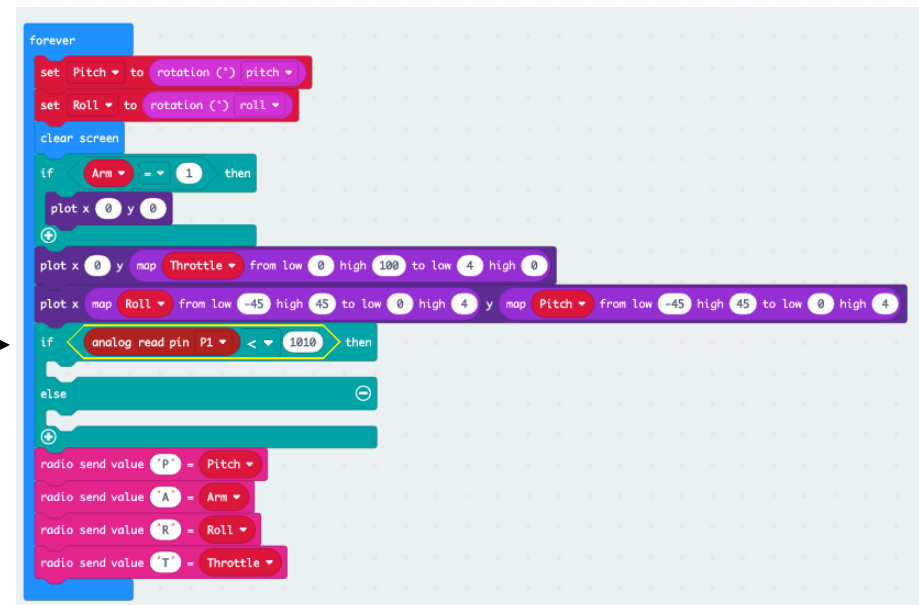 forever
set Pitch to rotation (°) pitch
set Roll to rotation (°) roll
clear screen
if Arm = 1 then
plot x 0 y 0
plot x 0 y map Throttle from low 0 high 100 to low 4 high 0
plot x map Roll from low -45 high 45 to low 0 high 4 y map Pitch from low -45 high 45 to low 0 high 4
if analog read pin P1 < 1010 then
else
radio send value "P" = Pitch
radio send value "A" = Arm
radio send value "R" = Roll
radio send value "T" = Throttle